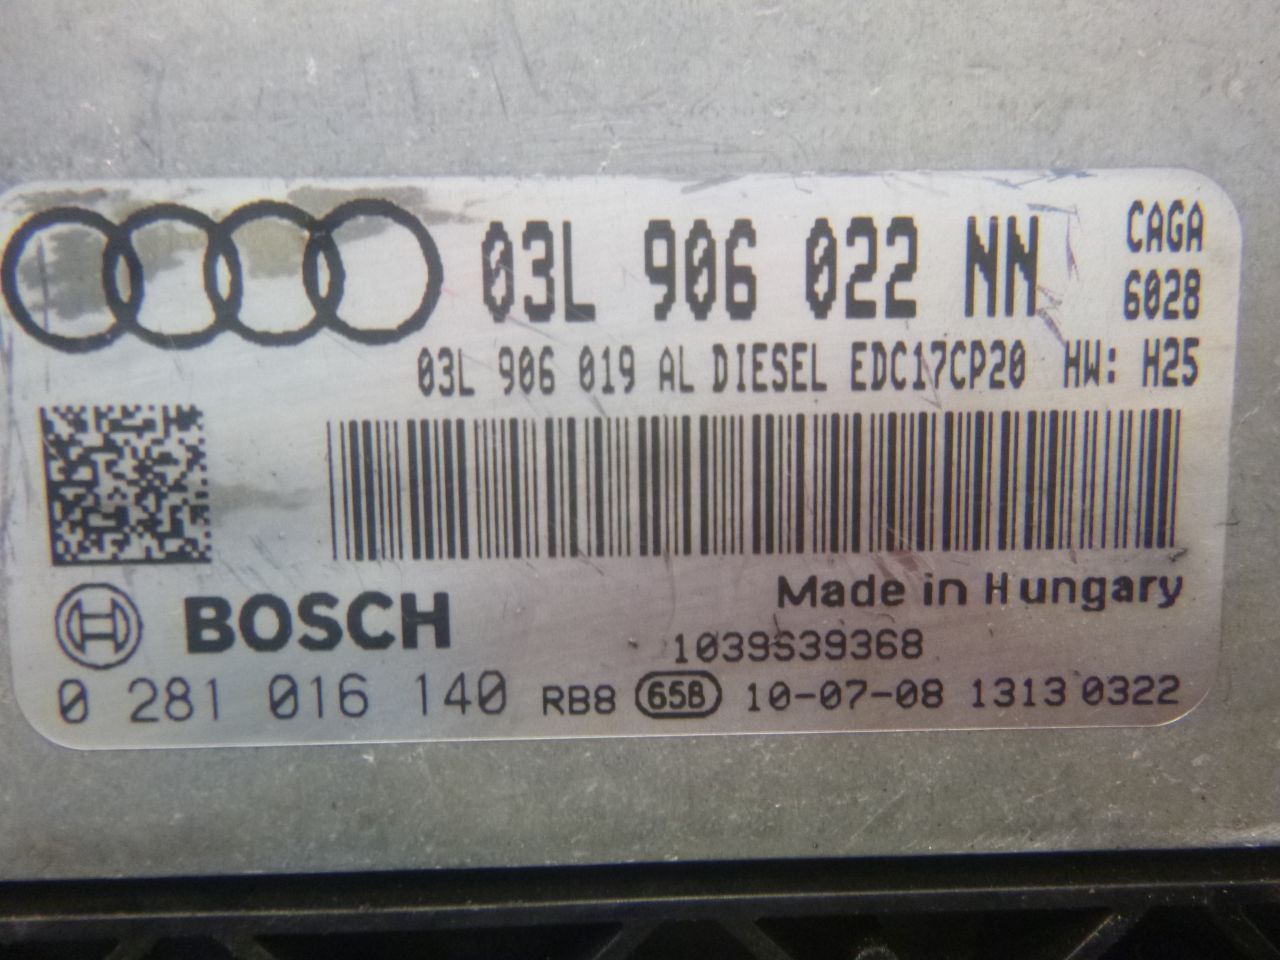 03L 906 022 NN CAGA
6028
03L 906 019 AL DIESEL EDC17CP20 HW: H25
BOSCH
Made in Hungary
1039S39368
0 281 016 140 RB8 65B 10-07-08 1313 0322